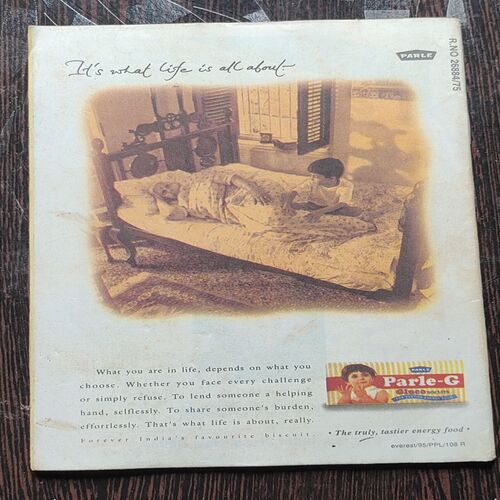 It's what life is all about
PARLE
R.NO 26884/75
What you are in life, depends on what you
choose. Whether you face every challenge
or simply refuse. To lend someone a helping
hand, selflessly. To share someone's burden,
effortlessly. That's what life is about, really.
Forever India's favourite biscuit.
PARLE
Parle-G
Gluco BISCUITS
• The truly, tastier energy food •
everest/95/PPL/108 R